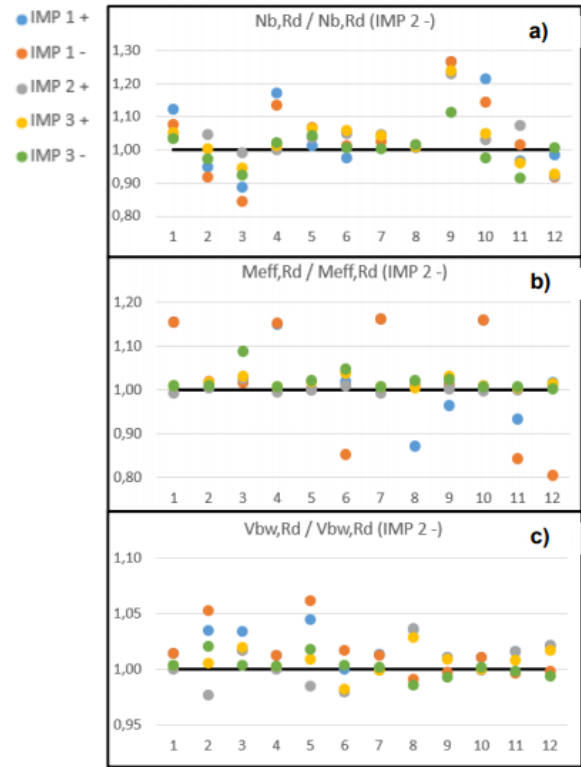 IMP 1 +
IMP 1 -
IMP 2 +
IMP 3 +
IMP 3 -
Nb,Rd / Nb,Rd (IMP 2 -)
a)
1,30
1,20
1,10
1,00
0,90
0,80
1 2 3 4 5 6 7 8 9 10 11 12
Meff,Rd / Meff,Rd (IMP 2 -)
b)
1,20
1,10
1,00
0,90
0,80
1 2 3 4 5 6 7 8 9 10 11 12
Vbw,Rd / Vbw,Rd (IMP 2 -)
c)
1,10
1,05
1,00
0,95
1 2 3 4 5 6 7 8 9 10 11 12